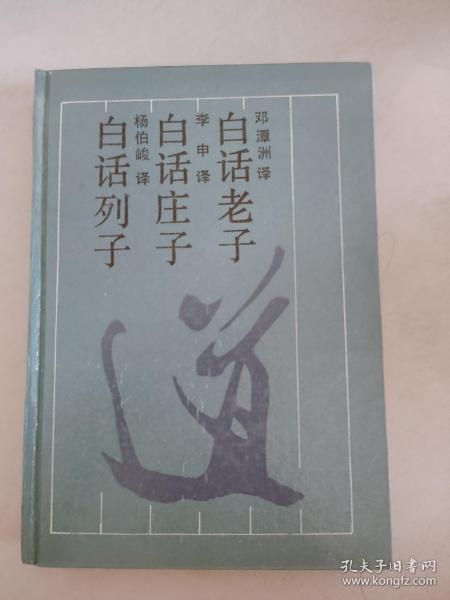 邓潭洲 译
白话老子
李申 译
白话庄子
杨伯峻 译
白话列子
道
孔夫子旧书网
www.kongfz.com